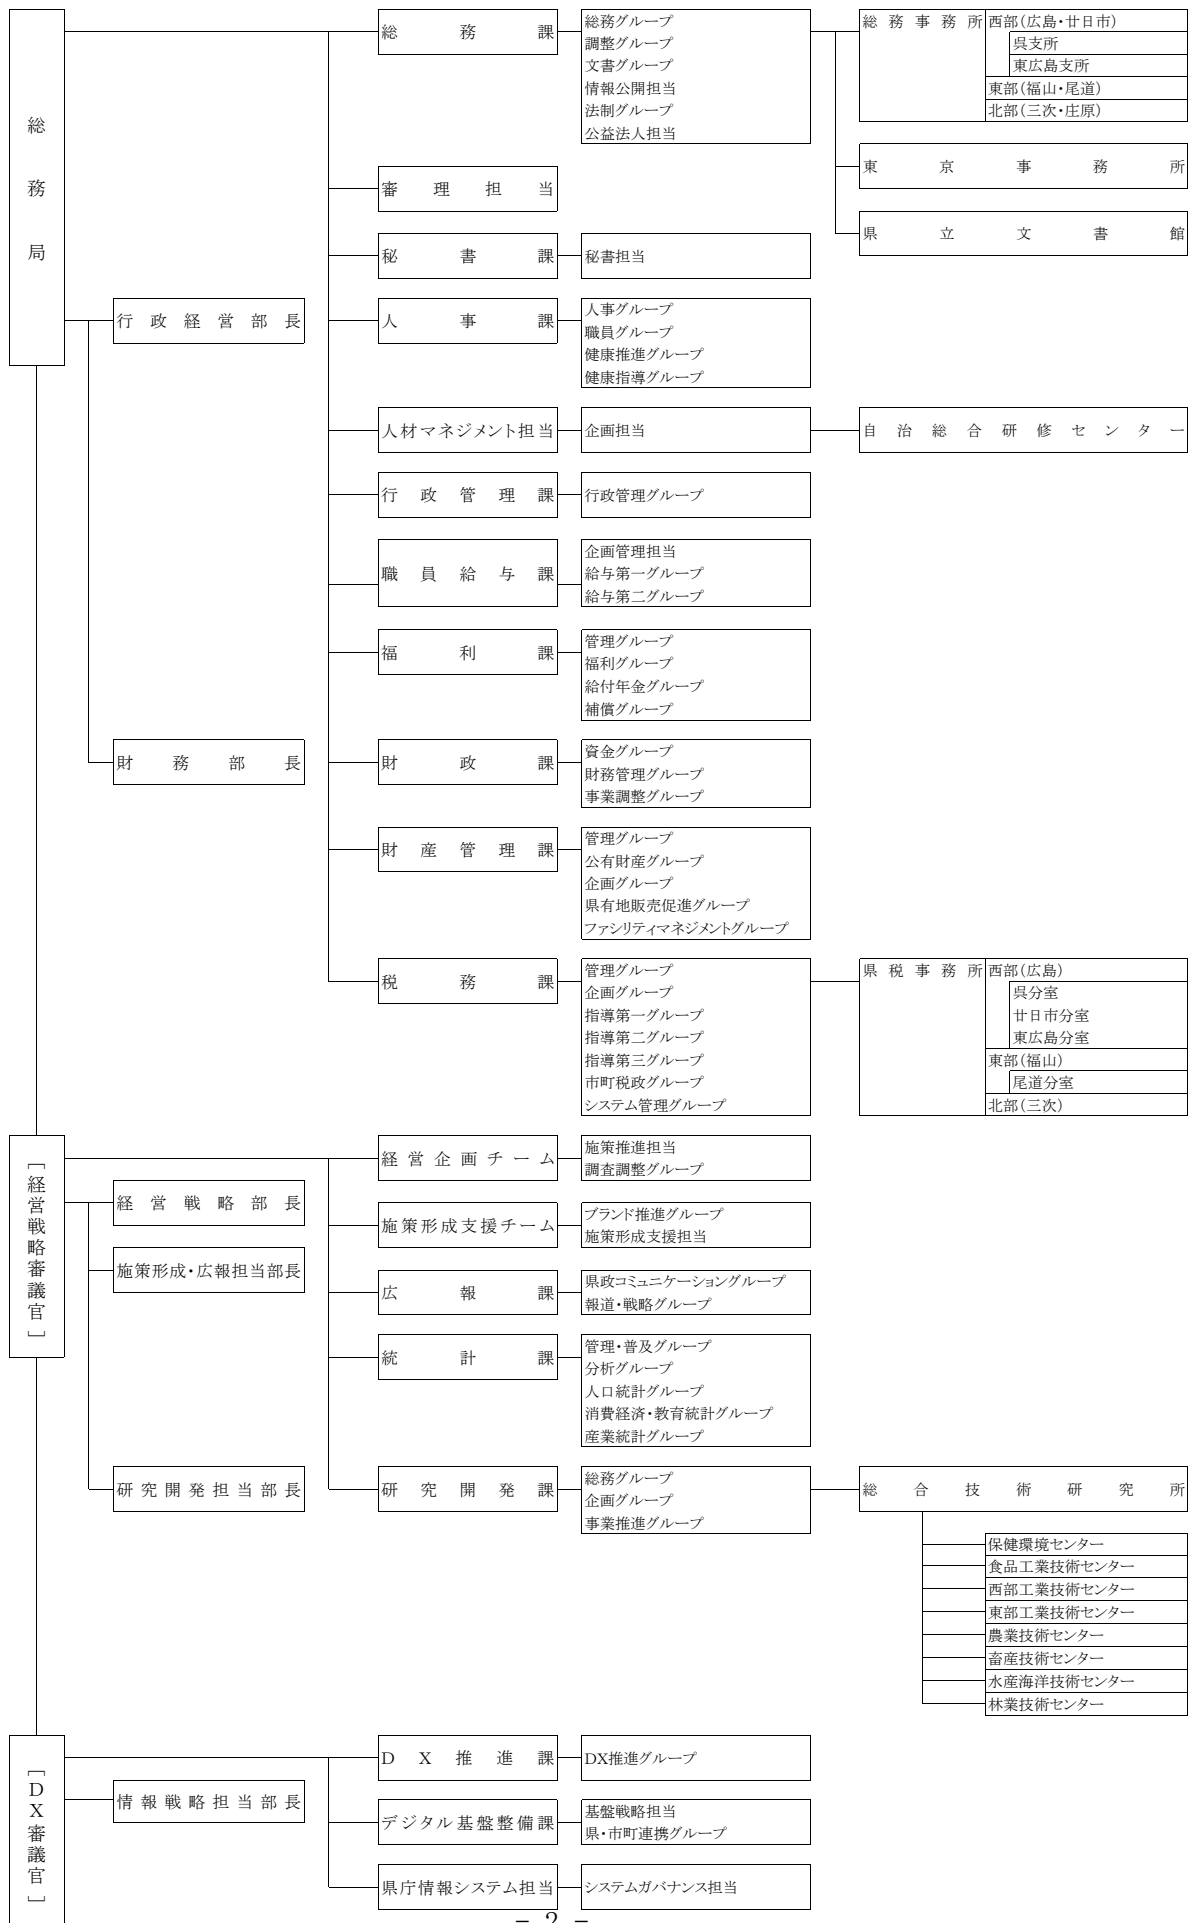 総務局
総務課
総務グループ
調整グループ
文書グループ
情報公開担当
法制グループ
公益法人担当
総務事務所
西部(広島・廿日市)
呉支所
東広島支所
東部(福山・尾道)
北部(三次・庄原)
東京事務所
県立文書館
審理担当
秘書課
秘書担当
行政経営部長
人事課
人事グループ
職員グループ
健康推進グループ
健康指導グループ
人材マネジメント担当
企画担当
自治総合研修センター
行政管理課
行政管理グループ
職員給与課
企画管理担当
給与第一グループ
給与第二グループ
福利課
管理グループ
福利グループ
給付年金グループ
補償グループ
財務部長
財政課
資金グループ
財務管理グループ
事業調整グループ
財産管理課
管理グループ
公有財産グループ
企画グループ
県有地販売促進グループ
ファシリティマネジメントグループ
税務課
管理グループ
企画グループ
指導第一グループ
指導第二グループ
指導第三グループ
市町税政グループ
システム管理グループ
県税事務所
西部(広島)
呉分室
廿日市分室
東広島分室
東部(福山)
尾道分室
北部(三次)
[経営戦略審議官]
経営企画チーム
施策推進担当
調査調整グループ
経営戦略部長
施策形成支援チーム
ブランド推進グループ
施策形成支援担当
施策形成・広報担当部長
広報課
県政コミュニケーショングループ
報道・戦略グループ
統計課
管理・普及グループ
分析グループ
人口統計グループ
消費経済・教育統計グループ
産業統計グループ
研究開発担当部長
研究開発課
総務グループ
企画グループ
事業推進グループ
総合技術研究所
保健環境センター
食品工業技術センター
西部工業技術センター
東部工業技術センター
農業技術センター
畜産技術センター
水産海洋技術センター
林業技術センター
[DX審議官]
DX推進課
DX推進グループ
情報戦略担当部長
デジタル基盤整備課
基盤戦略担当
県・市町連携グループ
県庁情報システム担当
システムガバナンス担当
- 2 -